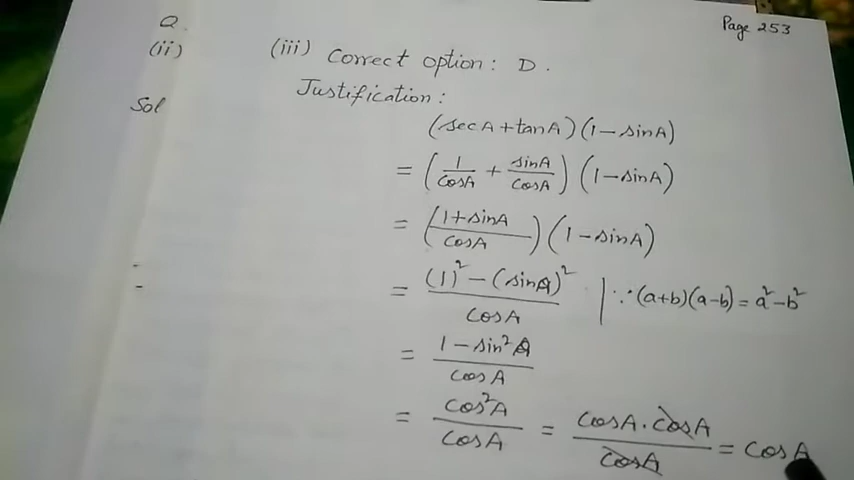 Page 253
Q.
(ii) (iii) Correct option: D.
Justification:
Sol
(secA+tanA)(1-sinA)
= (1/cosA + sinA/cosA) (1-sinA)
= ((1+sinA)/cosA) (1-sinA)
= ((1)² - (sinA)²)/cosA | ∵ (a+b)(a-b) = a²-b²
= (1-sin²A)/cosA
= cos²A/cosA = (cosA.cosA)/cosA = cosA